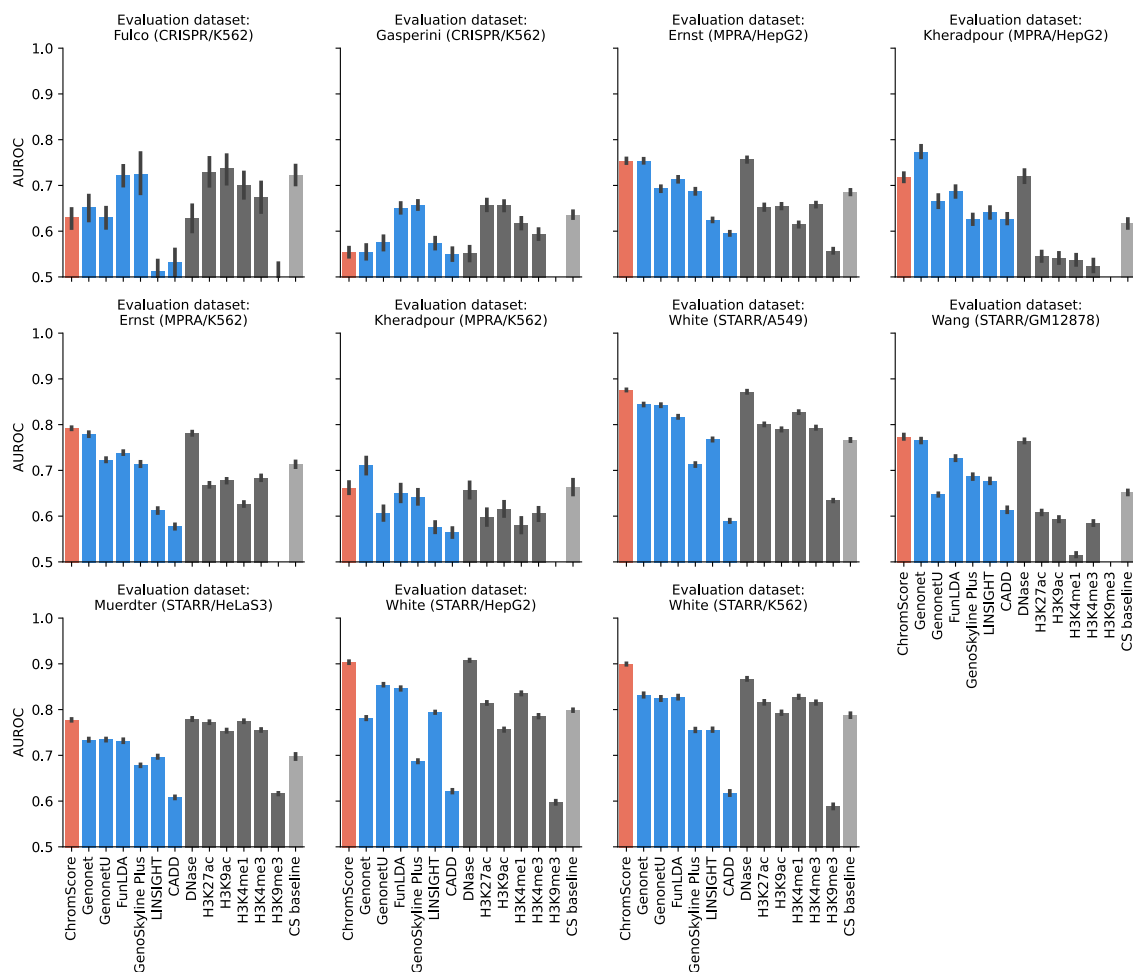 Evaluation dataset:
Fulco (CRISPR/K562)
Evaluation dataset:
Gasperini (CRISPR/K562)
Evaluation dataset:
Ernst (MPRA/HepG2)
Evaluation dataset:
Kheradpour (MPRA/HepG2)
AUROC
1.0
0.9
0.8
0.7
0.6
0.5
Evaluation dataset:
Ernst (MPRA/K562)
Evaluation dataset:
Kheradpour (MPRA/K562)
Evaluation dataset:
White (STARR/A549)
Evaluation dataset:
Wang (STARR/GM12878)
AUROC
1.0
0.9
0.8
0.7
0.6
0.5
ChromScore
Genonet
GenonetU
FunLDA
GenoSkyline Plus
LINSIGHT
CADD
DNase
H3K27ac
H3K9ac
H3K4me1
H3K4me3
H3K9me3
CS baseline
Evaluation dataset:
Muerdter (STARR/HeLaS3)
Evaluation dataset:
White (STARR/HepG2)
Evaluation dataset:
White (STARR/K562)
AUROC
1.0
0.9
0.8
0.7
0.6
0.5
ChromScore
Genonet
GenonetU
FunLDA
GenoSkyline Plus
LINSIGHT
CADD
DNase
H3K27ac
H3K9ac
H3K4me1
H3K4me3
H3K9me3
CS baseline
ChromScore
Genonet
GenonetU
FunLDA
GenoSkyline Plus
LINSIGHT
CADD
DNase
H3K27ac
H3K9ac
H3K4me1
H3K4me3
H3K9me3
CS baseline
ChromScore
Genonet
GenonetU
FunLDA
GenoSkyline Plus
LINSIGHT
CADD
DNase
H3K27ac
H3K9ac
H3K4me1
H3K4me3
H3K9me3
CS baseline